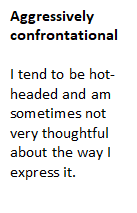 Aggressively
confrontational
I tend to be hot-
headed and am
sometimes not
very thoughtful
about the way I
express it.